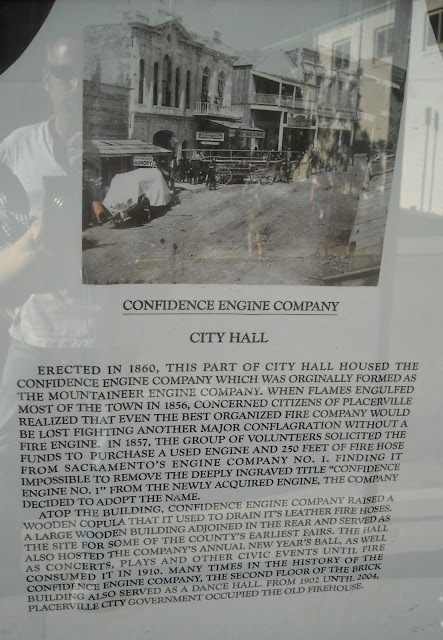 LAUNDRY
CONFIDENCE ENGINE COMPANY
CITY HALL
ERECTED IN 1860, THIS PART OF CITY HALL HOUSED THE
CONFIDENCE ENGINE COMPANY WHICH WAS ORGINALLY FORMED AS
THE MOUNTAINEER ENGINE COMPANY. WHEN FLAMES ENGULFED
MOST OF THE TOWN IN 1856, CONCERNED CITIZENS OF PLACERVILLE
REALIZED THAT EVEN THE BEST ORGANIZED FIRE COMPANY WOULD
BE LOST FIGHTING ANOTHER MAJOR CONFLAGRATION WITHOUT A
FIRE ENGINE. IN 1857, THE GROUP OF VOLUNTEERS SOLICITED THE
FUNDS TO PURCHASE A USED ENGINE AND 250 FEET OF FIRE HOSE
FROM SACRAMENTO'S ENGINE COMPANY NO. 1. FINDING IT
IMPOSSIBLE TO REMOVE THE DEEPLY INGRAVED TITLE "CONFIDENCE
ENGINE NO. 1" FROM THE NEWLY ACQUIRED ENGINE, THE COMPANY
DECIDED TO ADOPT THE NAME.
ATOP THE BUILDING, CONFIDENCE ENGINE COMPANY RAISED A
WOODEN COPULA THAT IT USED TO DRAIN IT'S LEATHER FIRE HOSES.
A LARGE WOODEN BUILDING ADJOINED IN THE REAR AND SERVED AS
THE SITE FOR SOME OF THE COUNTY'S EARLIEST FAIRS. THE HALL
ALSO HOSTED THE COMPANY'S ANNUAL NEW YEAR'S BALL, AS WELL
AS CONCERTS, PLAYS AND OTHER CIVIC EVENTS UNTIL FIRE
CONSUMED IT IN 1910. MANY TIMES IN THE HISTORY OF THE
CONFIDENCE ENGINE COMPANY, THE SECOND FLOOR OF THE BRICK
BUILDING ALSO SERVED AS A DANCE HALL. FROM 1902 UNTIL 2004,
PLACERVILLE CITY GOVERNMENT OCCUPIED THE OLD FIREHOUSE.